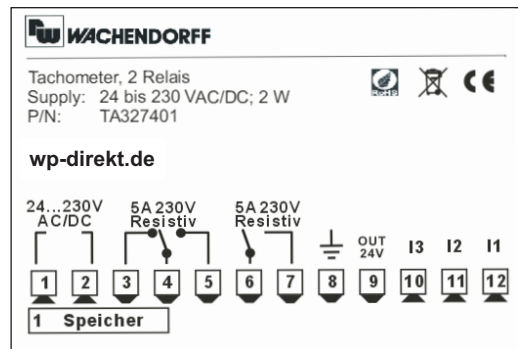 WACHENDORFF
Tachometer, 2 Relais
Supply: 24 bis 230 VAC/DC; 2 W
P/N: TA327401
RoHS
CE
wp-direkt.de
24...230V 5A 230V 5A 230V
AC/DC Resistiv Resistiv
OUT
24V I3 I2 I1
1 2 3 4 5 6 7 8 9 10 11 12
1 Speicher